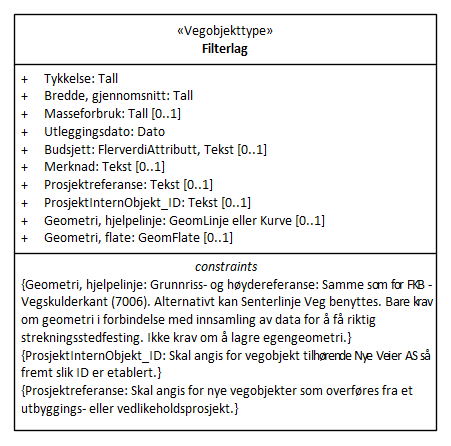 «Vegobjekttype»
Filterlag
+ Tykkelse: Tall
+ Bredde, gjennomsnitt: Tall
+ Masseforbruk: Tall [0..1]
+ Utleggingsdato: Dato
+ Budsjett: FlerverdiAttributt, Tekst [0..1]
+ Merknad: Tekst [0..1]
+ Prosjektreferanse: Tekst [0..1]
+ ProsjektInternObjekt_ID: Tekst [0..1]
+ Geometri, hjelpelinje: GeomLinje eller Kurve [0..1]
+ Geometri, flate: GeomFlate [0..1]
constraints
{Geometri, hjelpelinje: Grunnriss- og høydereferanse: Samme som for FKB -
Vegskulderkant (7006). Alternativt kan Senterlinje Veg benyttes. Bare krav
om geometri i forbindelse med innsamling av data for å få riktig
strekningsstedfesting. Ikke krav om å lagre egengeometri.}
{ProsjektInternObjekt_ID: Skal angis for vegobjekt tilhørende Nye Veier AS så
fremt slik ID er etablert.}
{Prosjektreferanse: Skal angis for nye vegobjekter som overføres fra et
utbyggings- eller vedlikeholdsprosjekt.}